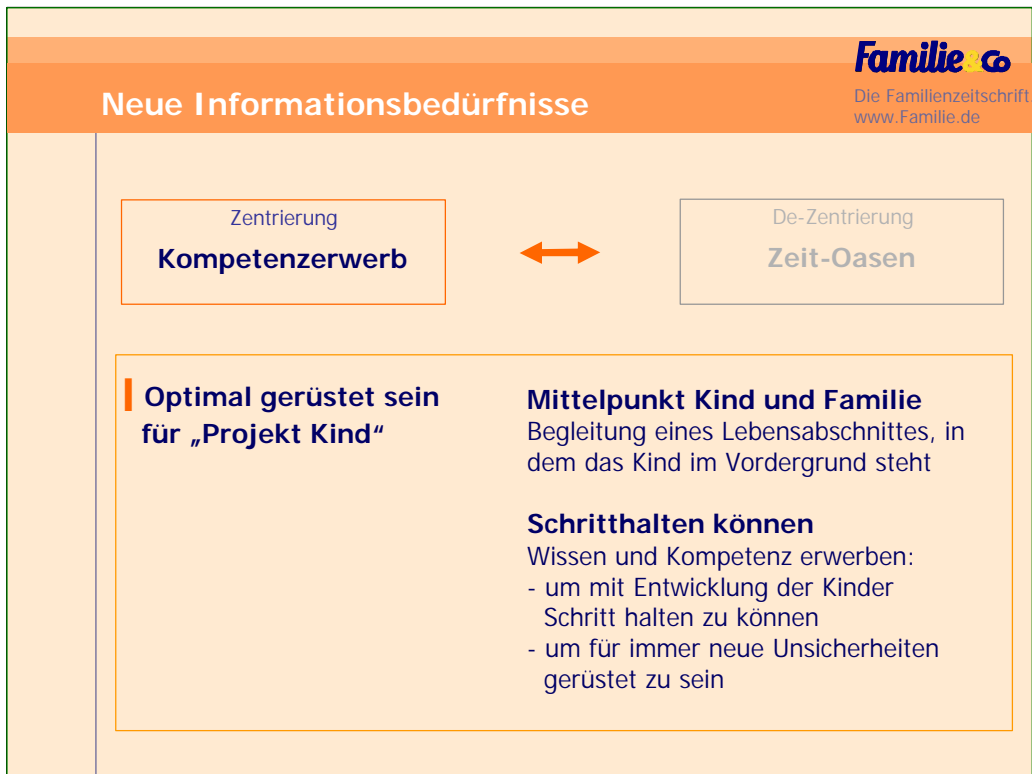 Familie&Co
Die Familienzeitschrift
www.Familie.de
Neue Informationsbedürfnisse
Zentrierung
Kompetenzerwerb
De-Zentrierung
Zeit-Oasen
Optimal gerüstet sein
für „Projekt Kind“
Mittelpunkt Kind und Familie
Begleitung eines Lebensabschnittes, in
dem das Kind im Vordergrund steht
Schritthalten können
Wissen und Kompetenz erwerben:
- um mit Entwicklung der Kinder
Schritt halten zu können
- um für immer neue Unsicherheiten
gerüstet zu sein